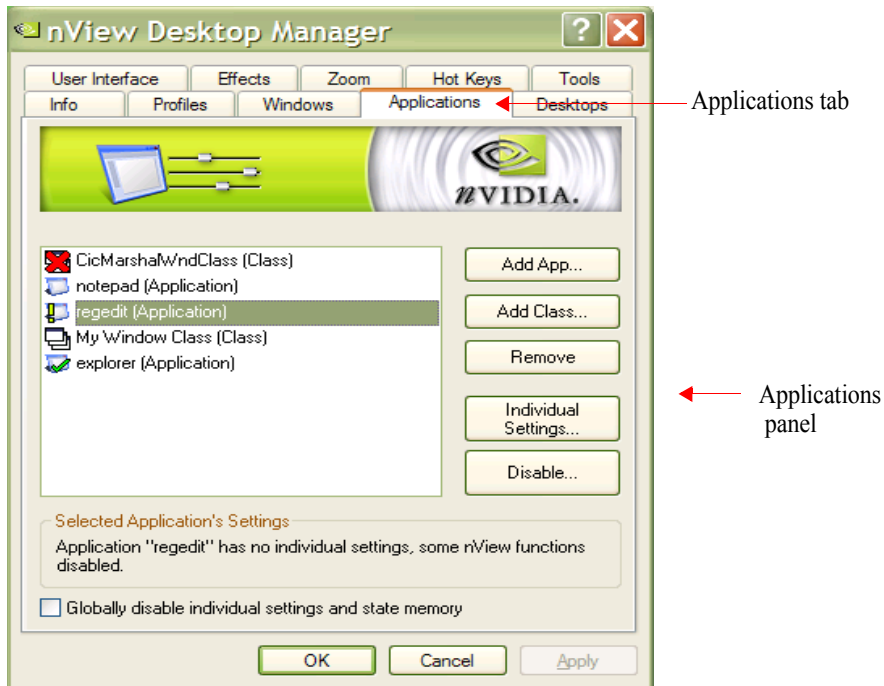 nView Desktop Manager
User Interface Effects Zoom Hot Keys Tools
Info Profiles Windows Applications Desktops
Applications tab
nVIDIA.
CicMarshalWndClass (Class)
notepad (Application)
regedit (Application)
My Window Class (Class)
explorer (Application)
Add App...
Add Class...
Remove
Individual
Settings...
Disable...
Applications
panel
Selected Application's Settings
Application "regedit" has no individual settings, some nView functions
disabled.
Globally disable individual settings and state memory
OK Cancel Apply